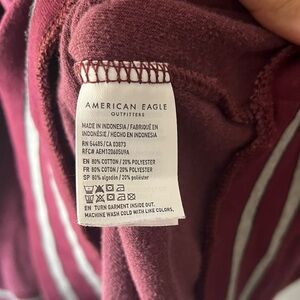 AMERICAN EAGLE
OUTFITTERS
MADE IN INDONESIA / FABRIQUÉ EN
INDONÉSIE / HECHO EN INDONESIA
RN 54485/CA 03073
EN 80% COTTON / 20% POLYESTER
FR 80% COTON / 20% POLYESTER
SP 80% ALGODÓN / 20% POLIÉSTER
EN TURN GARMENT INSIDE OUT,
MACHINE WASH COLD WITH LIKE COLORS,